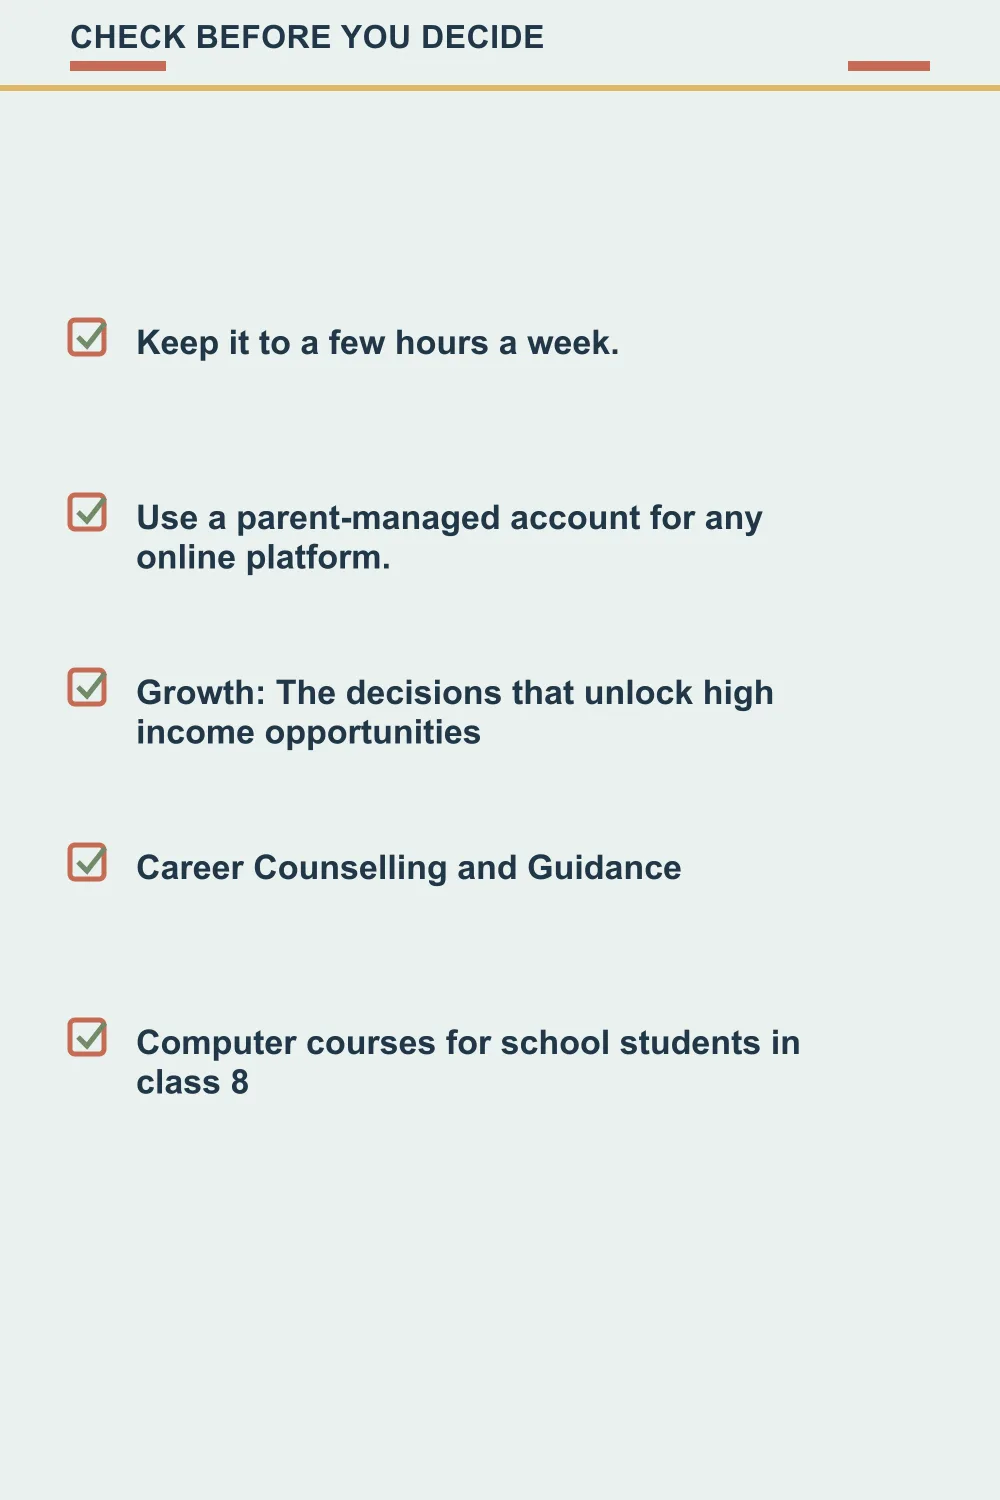 CHECK BEFORE YOU DECIDE
Keep it to a few hours a week.
Use a parent-managed account for any
online platform.
Growth: The decisions that unlock high
income opportunities
Career Counselling and Guidance
Computer courses for school students in
class 8